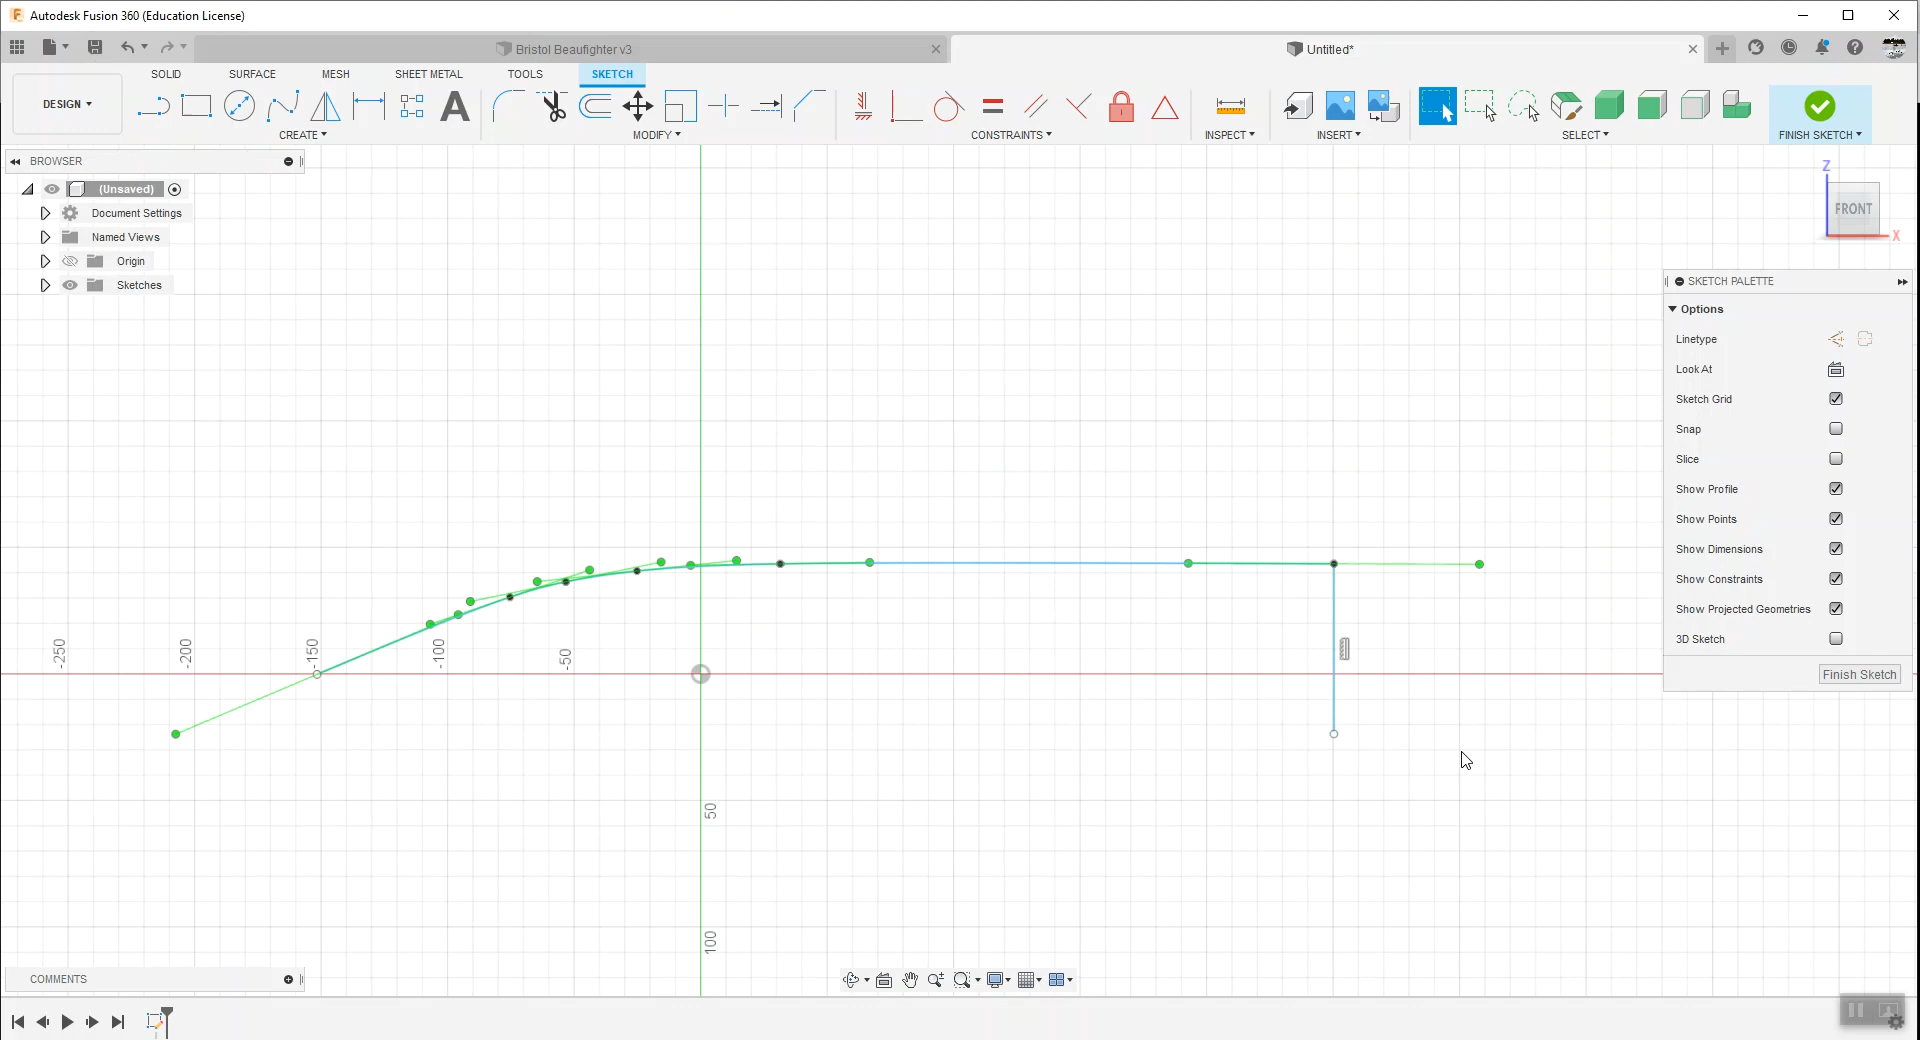 Autodesk Fusion 360 (Education License)
Bristol Beaufighter v3
Untitled*
DESIGN
SOLID
SURFACE
MESH
SHEET METAL
TOOLS
SKETCH
CREATE
MODIFY
CONSTRAINTS
INSPECT
INSERT
SELECT
FINISH SKETCH
BROWSER
(Unsaved)
Document Settings
Named Views
Origin
Sketches
Z
FRONT
X
SKETCH PALETTE
Options
Linetype
Look At
Sketch Grid
Snap
Slice
Show Profile
Show Points
Show Dimensions
Show Constraints
Show Projected Geometries
3D Sketch
Finish Sketch
-250
-200
-150
-100
-50
50
100
COMMENTS